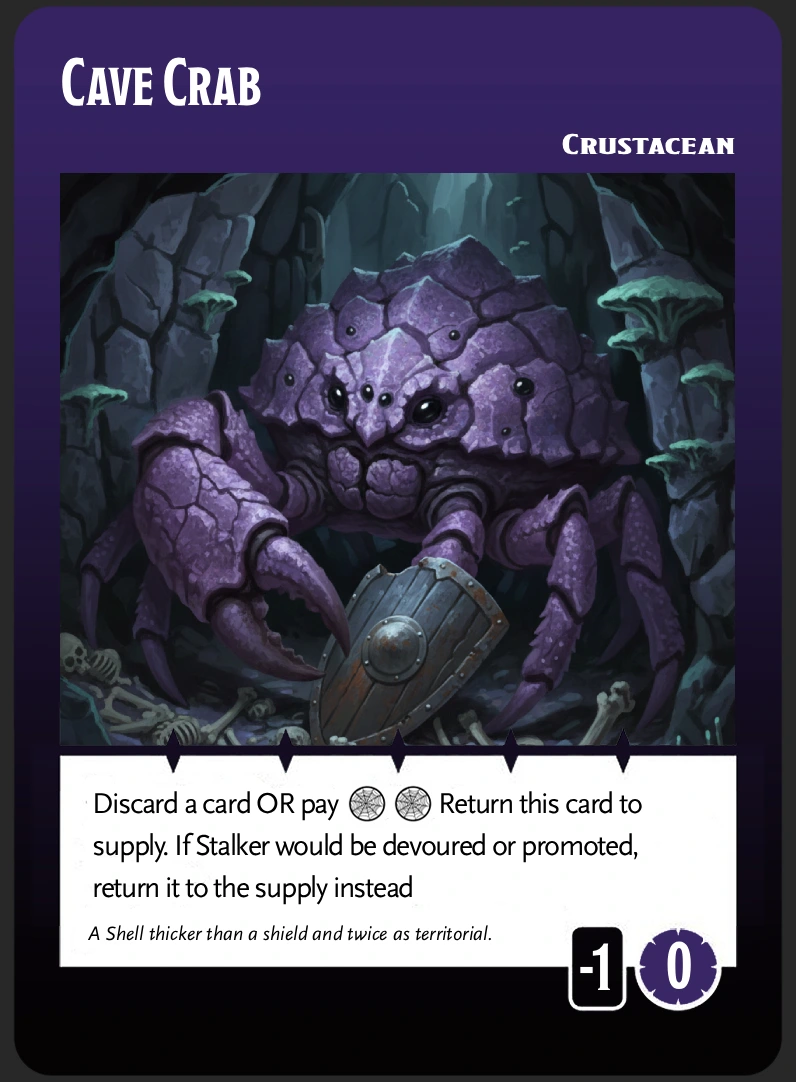 Cave Crab
Crustacean
Discard a card OR pay Return this card to
supply. If Stalker would be devoured or promoted,
return it to the supply instead
A Shell thicker than a shield and twice as territorial.
-1 0